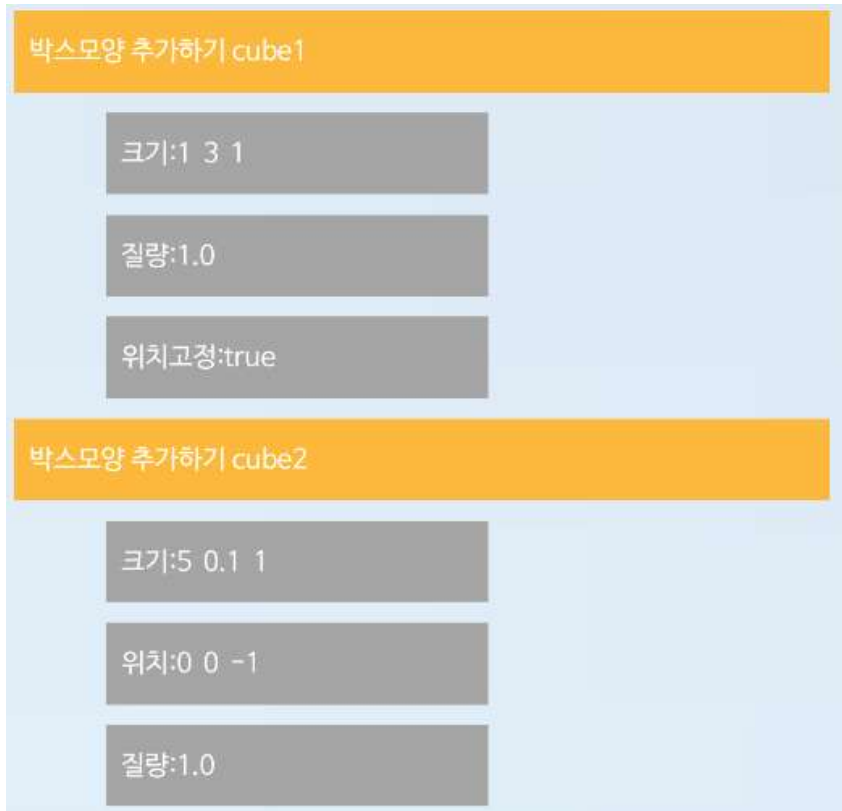 박스모양 추가하기 cube1
크기:1 3 1
질량:1.0
위치고정:true
박스모양 추가하기 cube2
크기:5 0.1 1
위치:0 0 -1
질량:1.0